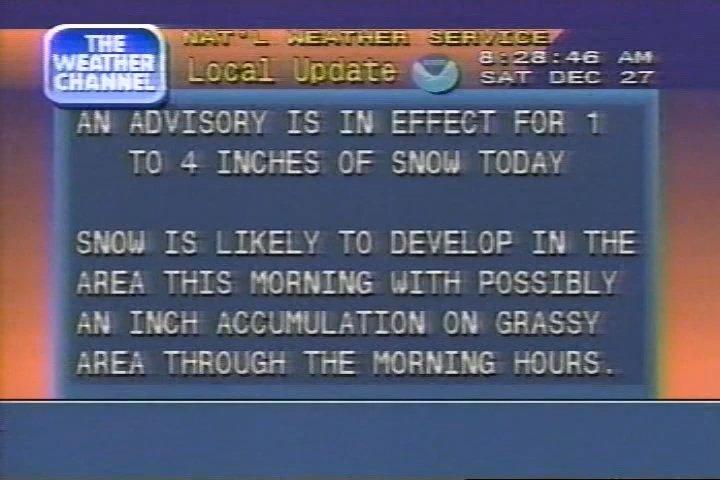 THE
WEATHER
CHANNEL
NAT'L WEATHER SERVICE
Local Update
8:28:46 AM
SAT DEC 27
AN ADVISORY IS IN EFFECT FOR 1
TO 4 INCHES OF SNOW TODAY
SNOW IS LIKELY TO DEVELOP IN THE
AREA THIS MORNING WITH POSSIBLY
AN INCH ACCUMULATION ON GRASSY
AREA THROUGH THE MORNING HOURS.